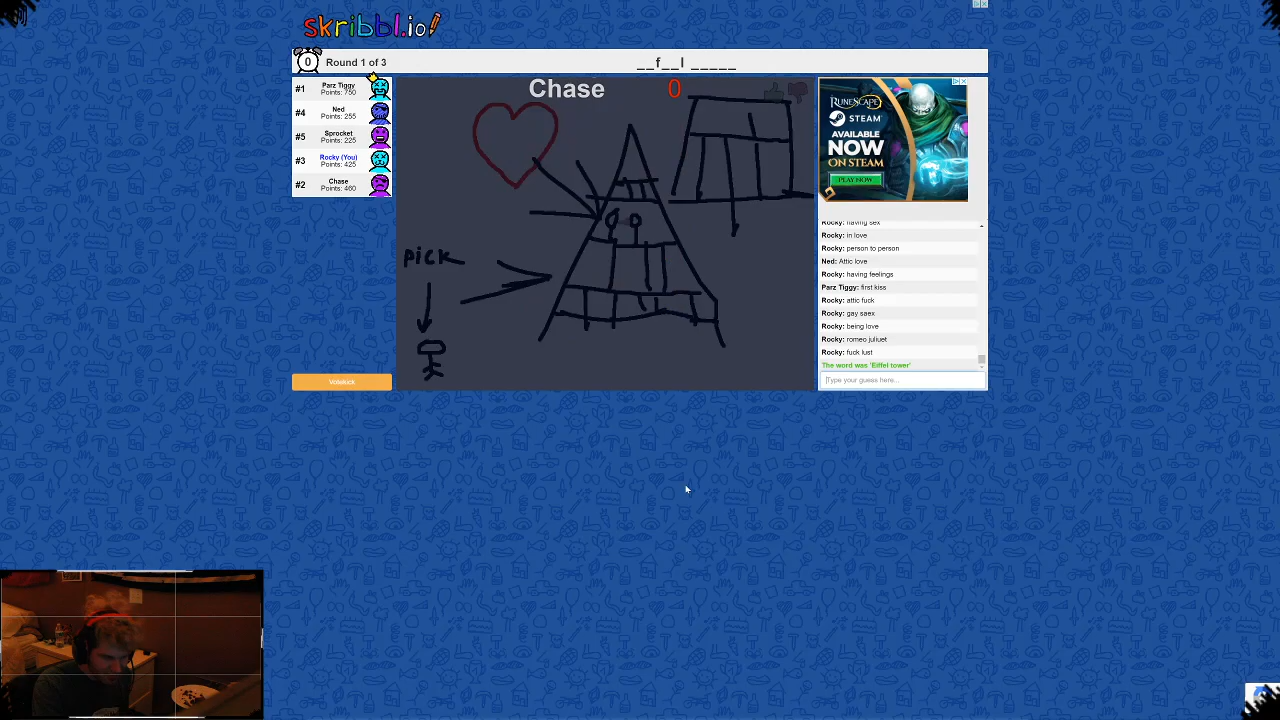 skribbl.io!
0
Round 1 of 3
__f__l _____
#1
Parz Tiggy
Points: 750
#4
Ned
Points: 255
#5
Sprocket
Points: 225
#3
Rocky (You)
Points: 425
#2
Chase
Points: 460
Votekick
Chase 0
pick
RUNESCAPE
STEAM
AVAILABLE
NOW
ON STEAM
PLAY NOW
Rocky: having sex
Rocky: in love
Rocky: person to person
Ned: Attic love
Rocky: having feelings
Parz Tiggy: first kiss
Rocky: attic fuck
Rocky: gay saex
Rocky: being love
Rocky: romeo juliuet
Rocky: fuck lust
The word was 'Eiffel tower'
Type your guess here...